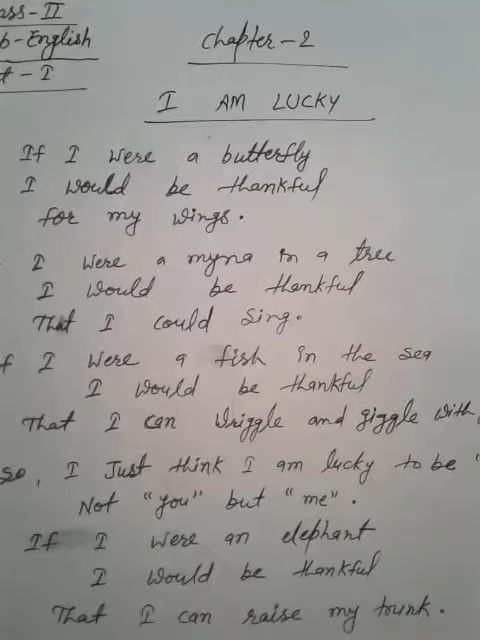 ass-II
b-English
t-I
Chapter-2
I AM LUCKY
If I were a butterfly
I would be thankful
for my wings.
I were a myna in a tree
I would be thankful
That I could sing.
f I were a fish in the sea
I would be thankful
That I can wriggle and giggle with
So, I Just think I am lucky to be "
Not "you" but "me".
If I were an elephant
I would be thankful
That I can raise my trunk.